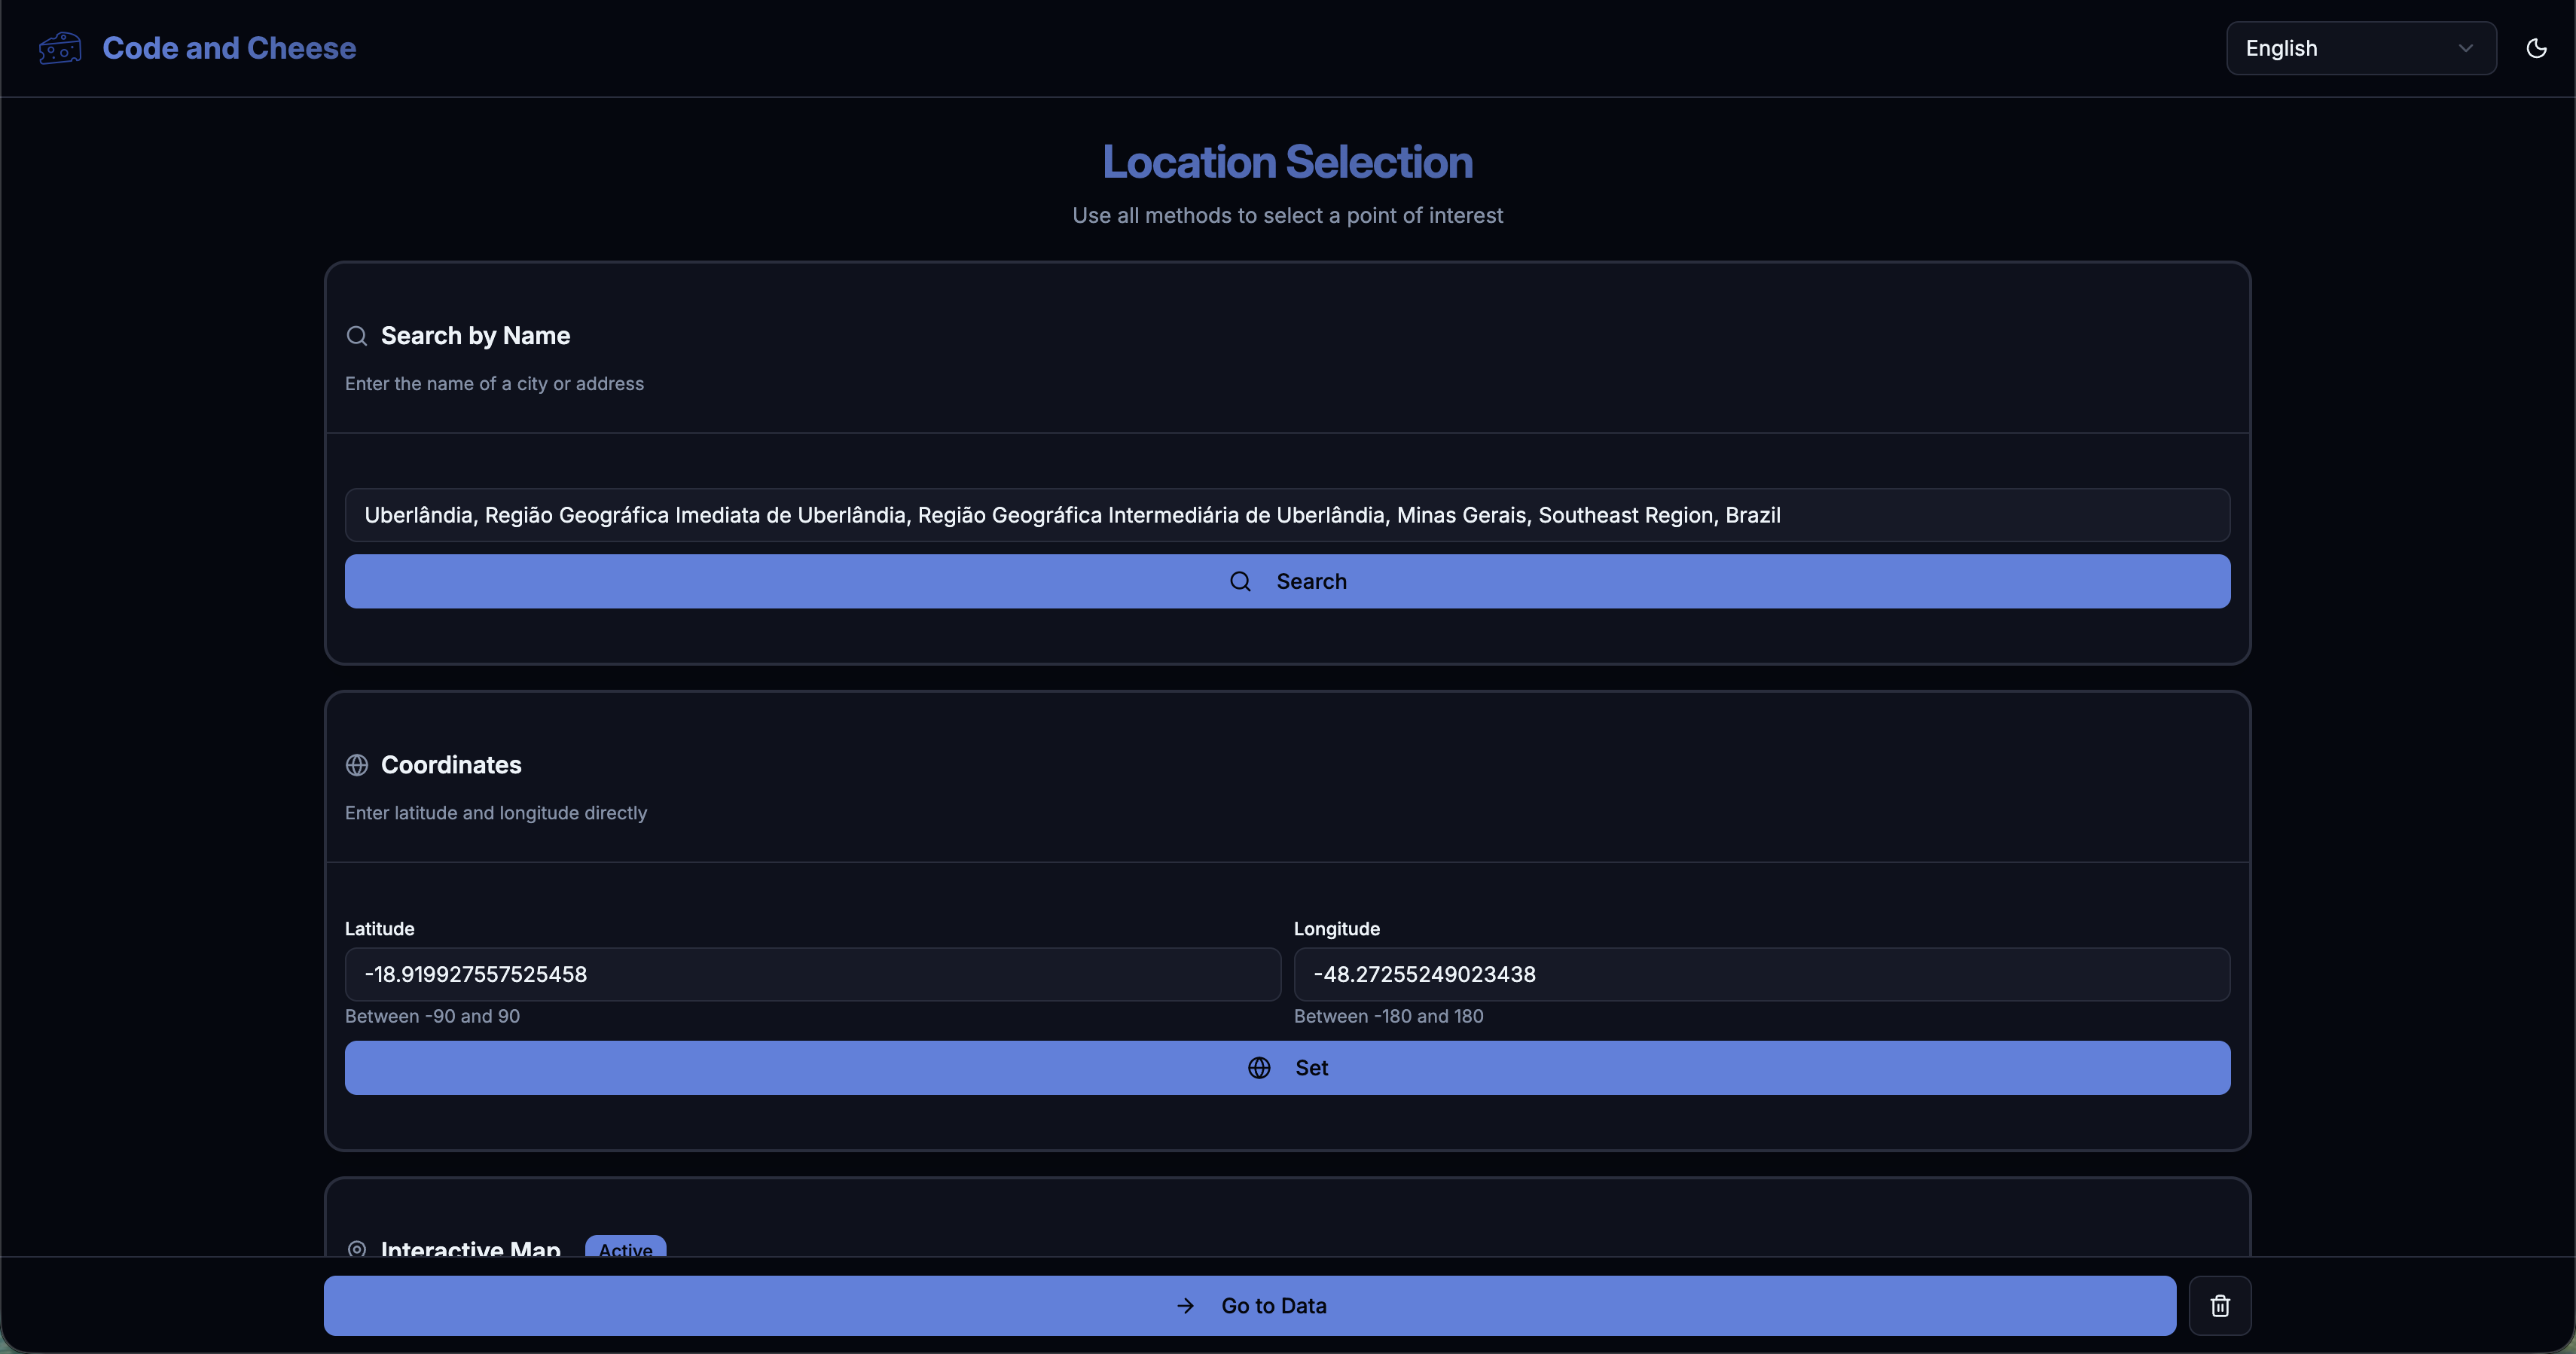 Code and Cheese
English
Location Selection
Use all methods to select a point of interest
Search by Name
Enter the name of a city or address
Uberlândia, Região Geográfica Imediata de Uberlândia, Região Geográfica Intermediária de Uberlândia, Minas Gerais, Southeast Region, Brazil
Search
Coordinates
Enter latitude and longitude directly
Latitude
Longitude
-18.919927557525458
-48.27255249023438
Between -90 and 90
Between -180 and 180
Set
Interactive Map
Active
Go to Data